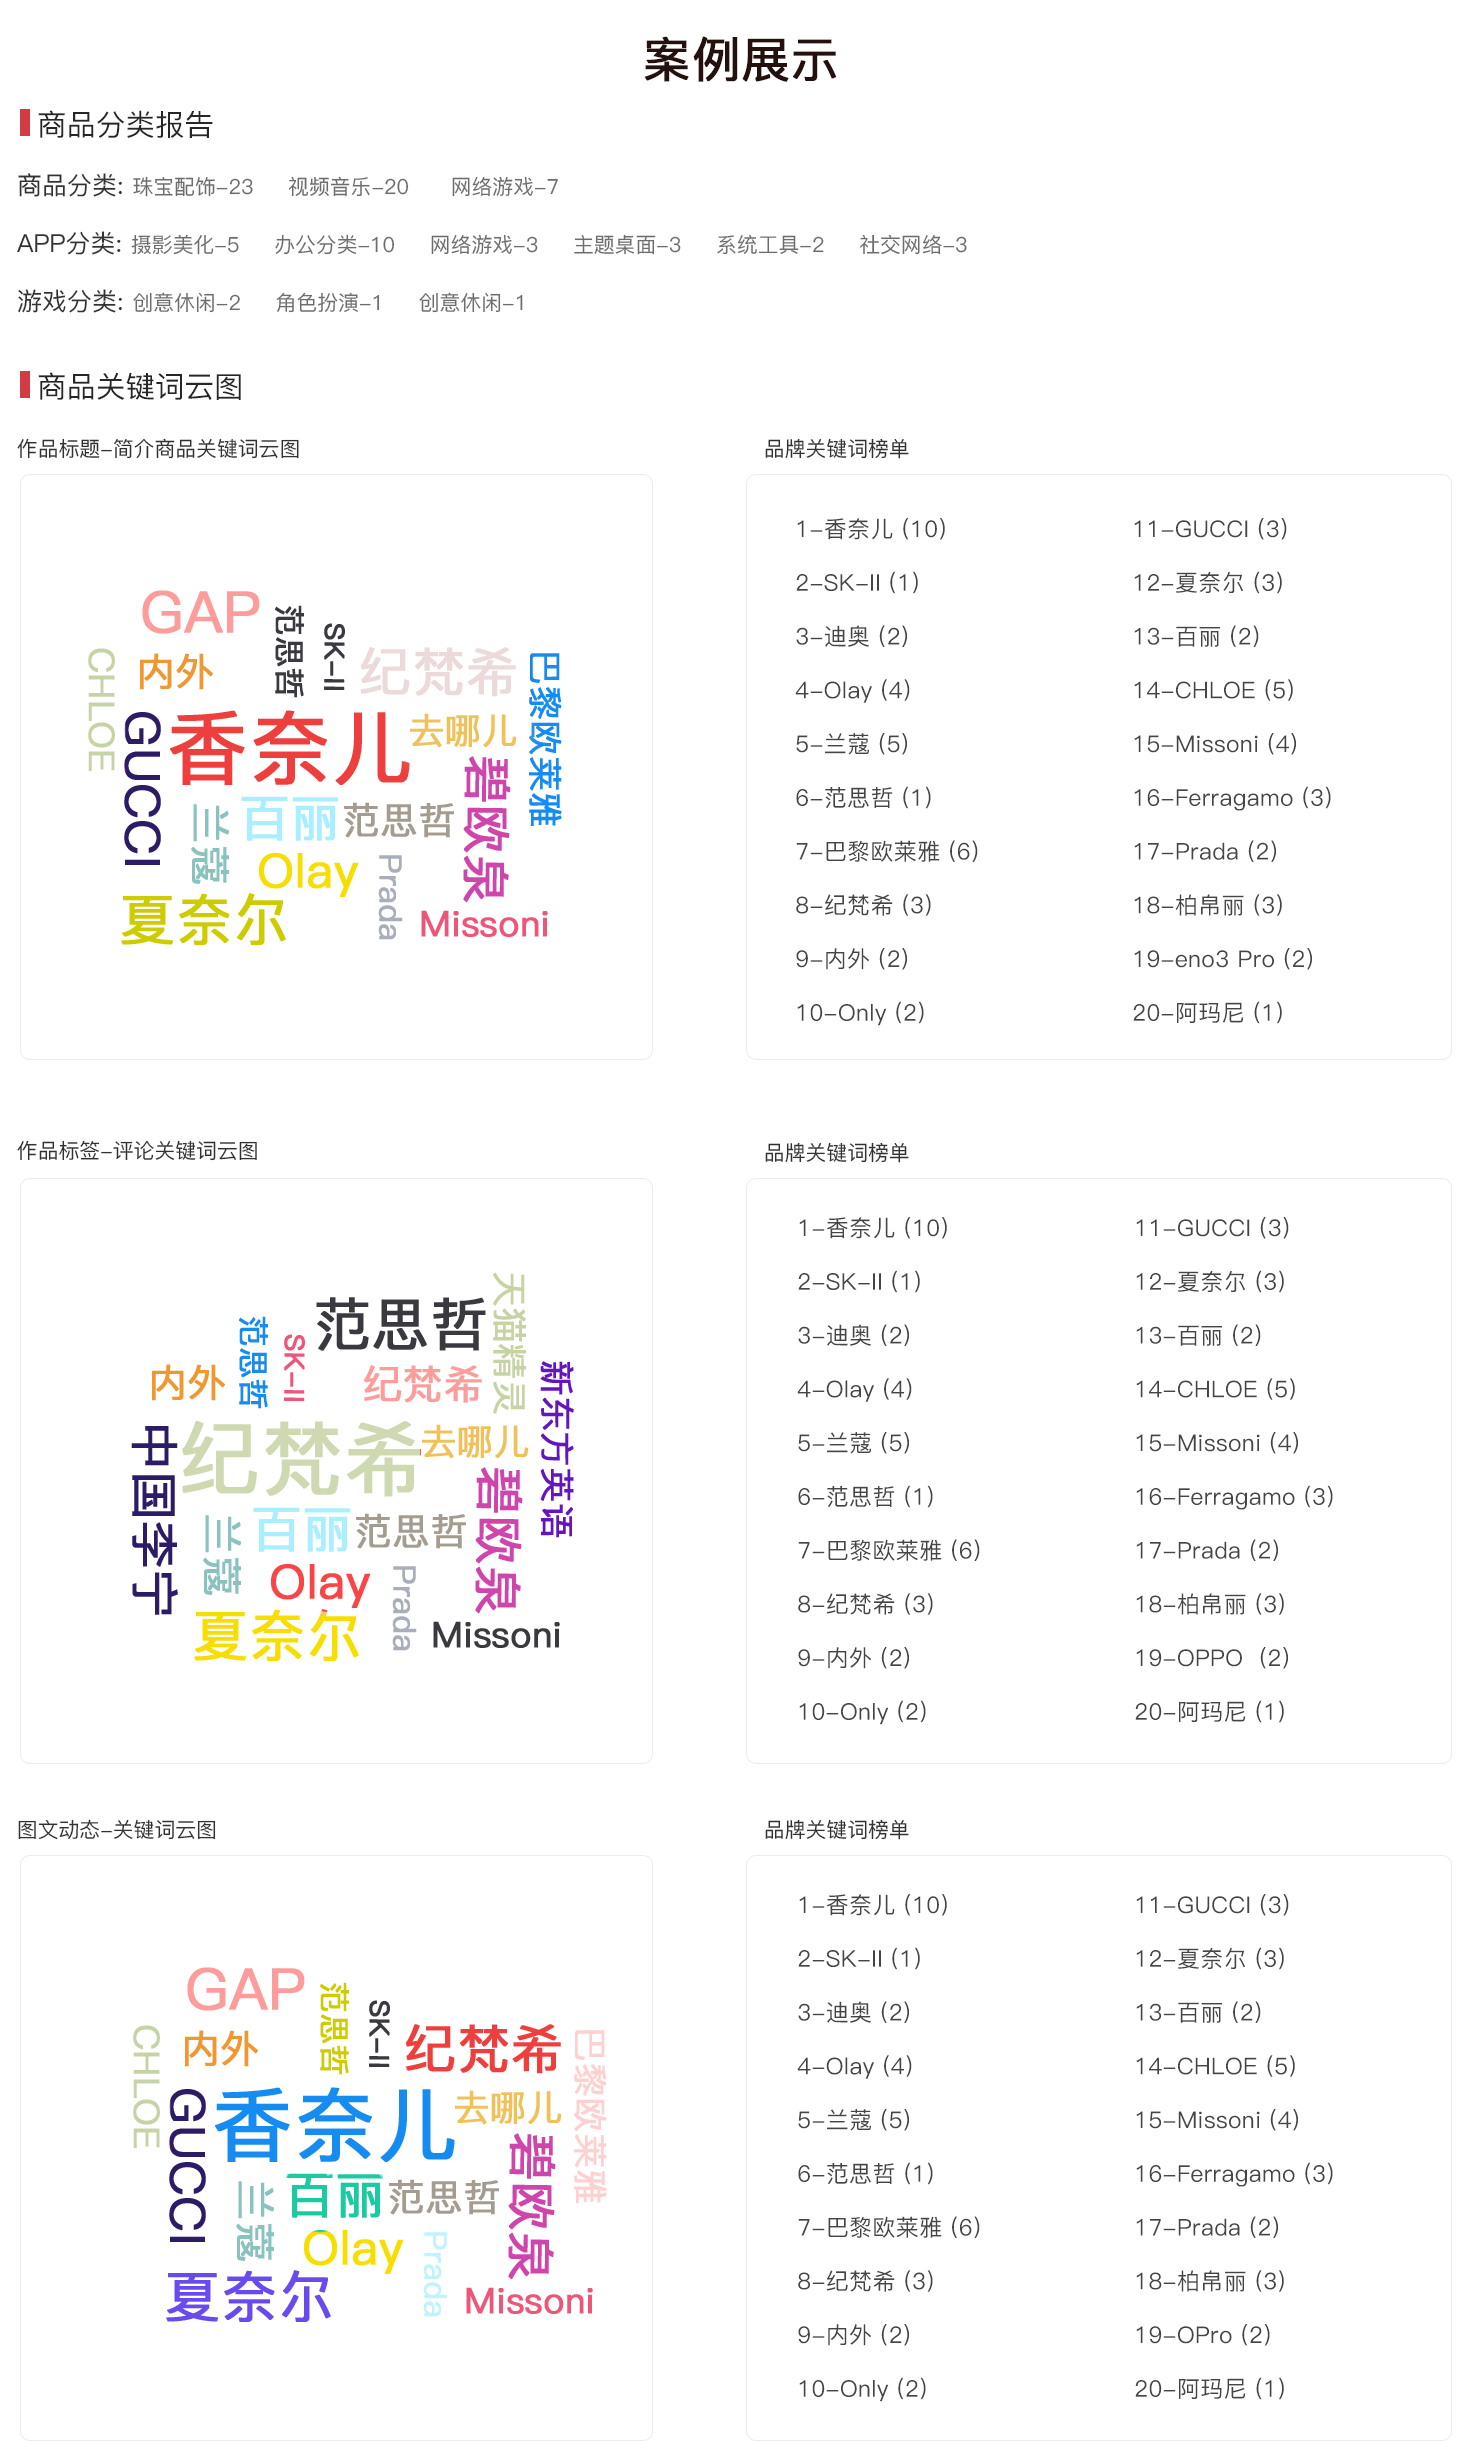 案例展示
商品分类报告
商品分类: 珠宝配饰-23 视频音乐-20 网络游戏-7
APP分类: 摄影美化-5 办公分类-10 网络游戏-3 主题桌面-3 系统工具-2 社交网络-3
游戏分类: 创意休闲-2 角色扮演-1 创意休闲-1
商品关键词云图
作品标题-简介商品关键词云图
GAP
范思哲
SK-II
纪梵希
巴黎欧莱雅
CHLOE
内外
GUCCI
香奈儿
去哪儿
碧欧泉
兰蔻
百丽
范思哲
Olay
Prada
夏奈尔
Missoni
品牌关键词榜单
1-香奈儿 (10)
2-SK-II (1)
3-迪奥 (2)
4-Olay (4)
5-兰蔻 (5)
6-范思哲 (1)
7-巴黎欧莱雅 (6)
8-纪梵希 (3)
9-内外 (2)
10-Only (2)
11-GUCCI (3)
12-夏奈尔 (3)
13-百丽 (2)
14-CHLOE (5)
15-Missoni (4)
16-Ferragamo (3)
17-Prada (2)
18-柏帛丽 (3)
19-eno3 Pro (2)
20-阿玛尼 (1)
作品标签-评论关键词云图
范思哲
天猫精灵
范思哲
SK-II
内外
纪梵希
新东方英语
中国李宁
纪梵希
去哪儿
碧欧泉
兰蔻
百丽
范思哲
Olay
Prada
夏奈尔
Missoni
品牌关键词榜单
1-香奈儿 (10)
2-SK-II (1)
3-迪奥 (2)
4-Olay (4)
5-兰蔻 (5)
6-范思哲 (1)
7-巴黎欧莱雅 (6)
8-纪梵希 (3)
9-内外 (2)
10-Only (2)
11-GUCCI (3)
12-夏奈尔 (3)
13-百丽 (2)
14-CHLOE (5)
15-Missoni (4)
16-Ferragamo (3)
17-Prada (2)
18-柏帛丽 (3)
19-OPPO (2)
20-阿玛尼 (1)
图文动态-关键词云图
GAP
范思哲
SK-II
纪梵希
巴黎欧莱雅
CHLOE
内外
GUCCI
香奈儿
去哪儿
碧欧泉
兰蔻
百丽
范思哲
Olay
Prada
夏奈尔
Missoni
品牌关键词榜单
1-香奈儿 (10)
2-SK-II (1)
3-迪奥 (2)
4-Olay (4)
5-兰蔻 (5)
6-范思哲 (1)
7-巴黎欧莱雅 (6)
8-纪梵希 (3)
9-内外 (2)
10-Only (2)
11-GUCCI (3)
12-夏奈尔 (3)
13-百丽 (2)
14-CHLOE (5)
15-Missoni (4)
16-Ferragamo (3)
17-Prada (2)
18-柏帛丽 (3)
19-OPro (2)
20-阿玛尼 (1)